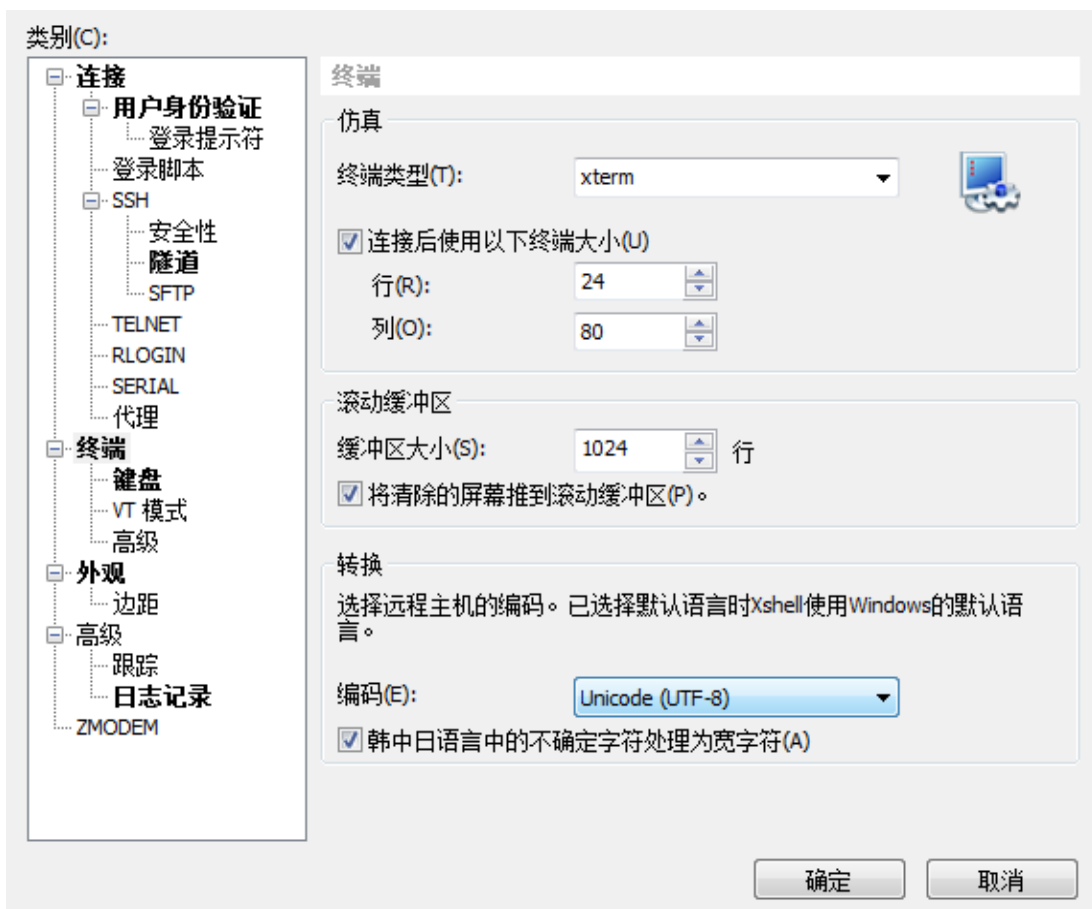 类别(C):
连接
用户身份验证
登录提示符
登录脚本
SSH
安全性
隧道
SFTP
TELNET
RLOGIN
SERIAL
代理
终端
键盘
VT 模式
高级
外观
边距
高级
跟踪
日志记录
ZMODEM
终端
仿真
终端类型(T):
xterm
连接后使用以下终端大小(U)
行(R):
24
列(O):
80
滚动缓冲区
缓冲区大小(S):
1024
行
将清除的屏幕推到滚动缓冲区(P)。
转换
选择远程主机的编码。已选择默认语言时Xshell使用Windows的默认语
言。
编码(E):
Unicode (UTF-8)
韩中日语言中的不确定字符处理为宽字符(A)
确定
取消